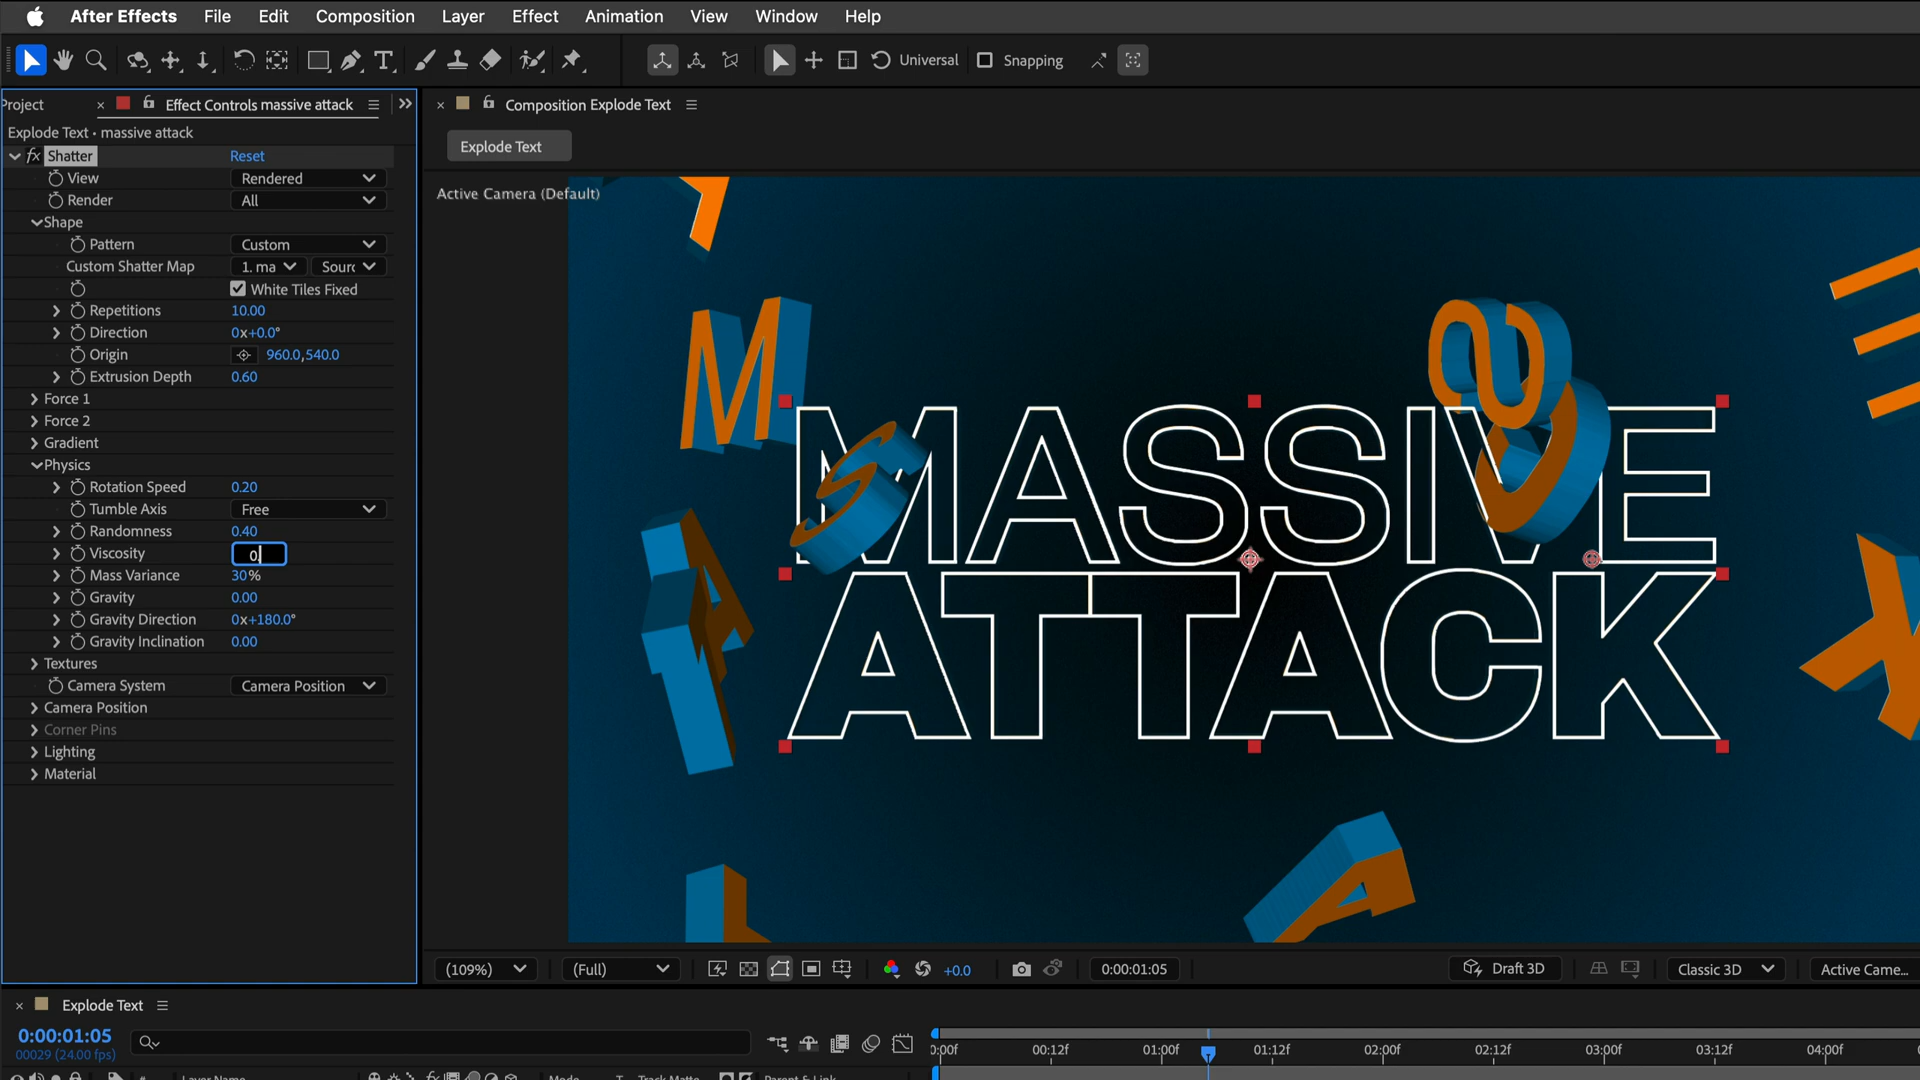 After Effects File Edit Composition Layer Effect Animation View Window Help
Universal Snapping
Project Effect Controls massive attack
Composition Explode Text
Explode Text • massive attack
Explode Text
fx Shatter Reset
View Rendered
Active Camera (Default)
Render All
Shape
Pattern Custom
Custom Shatter Map 1. ma Sourc
White Tiles Fixed
Repetitions 10.00
Direction 0x+0.0°
Origin 960.0,540.0
Extrusion Depth 0.60
Force 1
Force 2
Gradient
Physics
Rotation Speed 0.20
Tumble Axis Free
Randomness 0.40
Viscosity 0
Mass Variance 30%
Gravity 0.00
Gravity Direction 0x+180.0°
Gravity Inclination 0.00
Textures
Camera System Camera Position
Camera Position
Corner Pins
Lighting
Material
MASSIVE
ATTACK
(109%) (Full) +0.0 0:00:01:05 Draft 3D Classic 3D Active Came...
Explode Text
0:00:01:05
00029 (24.00 fps)
0:00f 00:12f 01:00f 01:12f 02:00f 02:12f 03:00f 03:12f 04:00f
# Layer Name Mode T Track Matte Parent & Link